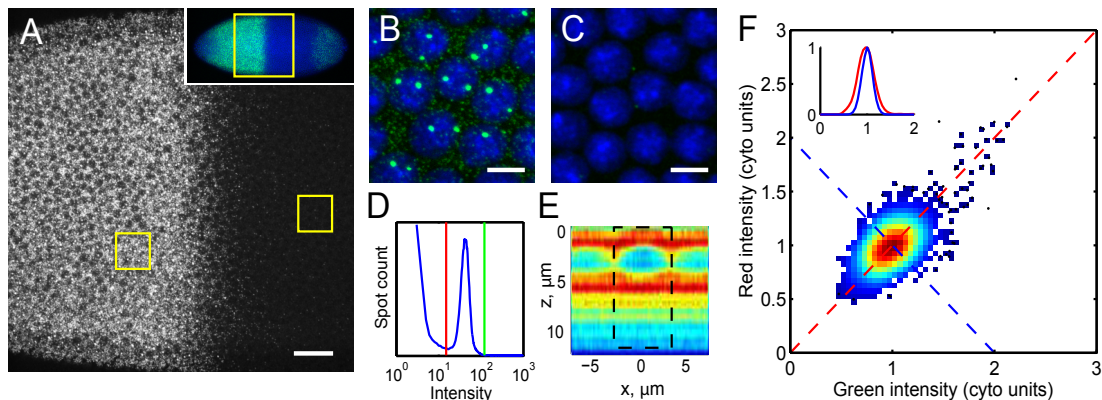 A
B
C
D
Spot count
10⁰ 10¹ 10² 10³
Intensity
E
z, µm
0
5
10
−5 0 5
x, µm
F
Red intensity (cyto units)
3
2.5
2
1.5
1
0.5
0
0 1 2
0 1 2 3
Green intensity (cyto units)